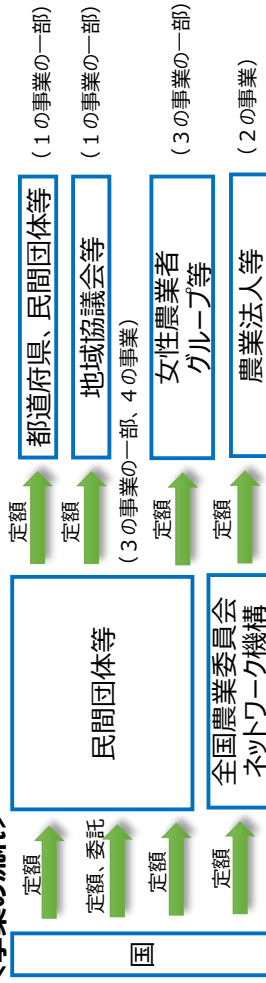 ＜事業の流れ＞
国
定額
定額、委託
定額
定額
民間団体等
（３の事業の一部、４の事業）
全国農業委員会
ネットワーク機構
定額
定額
定額
定額
都道府県、民間団体等
（１の事業の一部）
地域協議会等
（１の事業の一部）
女性農業者
グループ等
（３の事業の一部）
農業法人等
（２の事業）